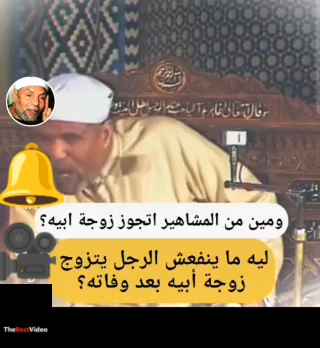 ومين من المشاهير اتجوز زوجة ابيه؟
ليه ما ينفعش الرجل يتزوج
زوجة أبيه بعد وفاته؟
TheBestVideo